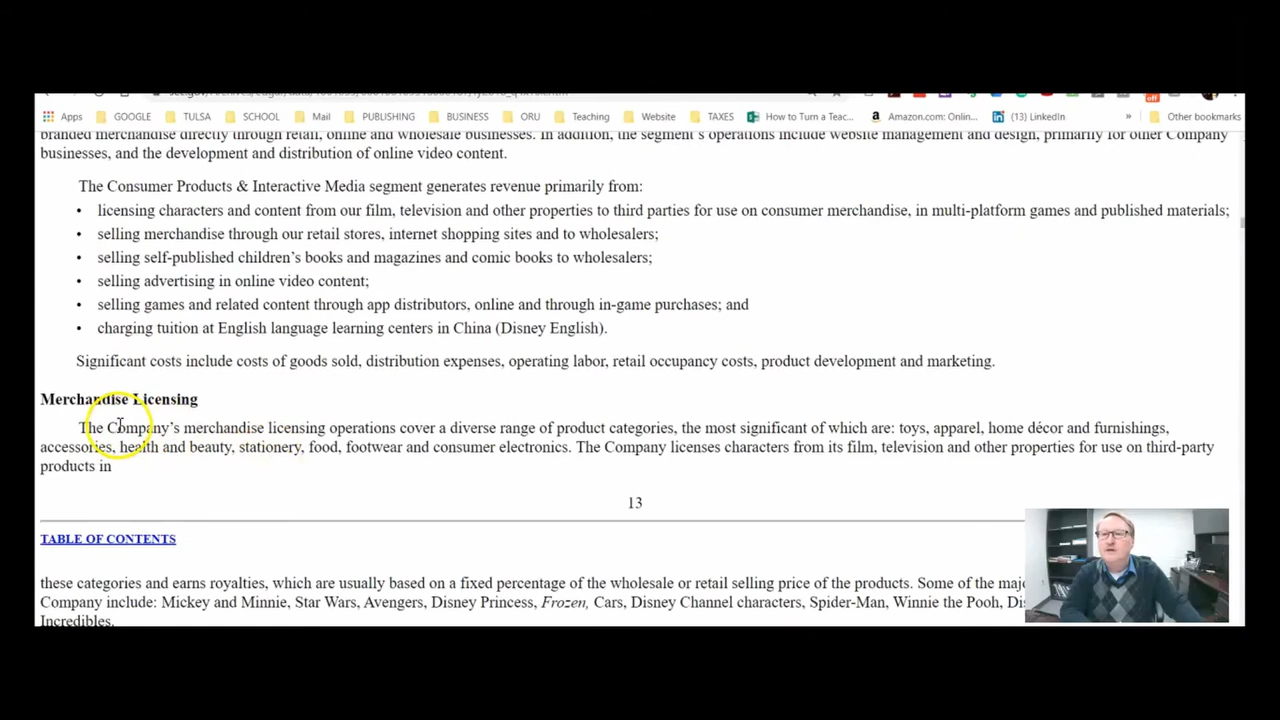 Apps GOOGLE TULSA SCHOOL Mail PUBLISHING BUSINESS ORU Teaching Website TAXES How to Turn a Teac... Amazon.com: Onlin... (13) LinkedIn » Other bookmarks
off
branded merchandise directly through retail, online and wholesale businesses. In addition, the segment's operations include website management and design, primarily for other Company
businesses, and the development and distribution of online video content.
The Consumer Products & Interactive Media segment generates revenue primarily from:
• licensing characters and content from our film, television and other properties to third parties for use on consumer merchandise, in multi-platform games and published materials;
• selling merchandise through our retail stores, internet shopping sites and to wholesalers;
• selling self-published children's books and magazines and comic books to wholesalers;
• selling advertising in online video content;
• selling games and related content through app distributors, online and through in-game purchases; and
• charging tuition at English language learning centers in China (Disney English).
Significant costs include costs of goods sold, distribution expenses, operating labor, retail occupancy costs, product development and marketing.
Merchandise Licensing
The Company's merchandise licensing operations cover a diverse range of product categories, the most significant of which are: toys, apparel, home décor and furnishings,
accessories, health and beauty, stationery, food, footwear and consumer electronics. The Company licenses characters from its film, television and other properties for use on third-party
products in
13
TABLE OF CONTENTS
these categories and earns royalties, which are usually based on a fixed percentage of the wholesale or retail selling price of the products. Some of the majo
Company include: Mickey and Minnie, Star Wars, Avengers, Disney Princess, Frozen, Cars, Disney Channel characters, Spider-Man, Winnie the Pooh, Di
Incredibles.